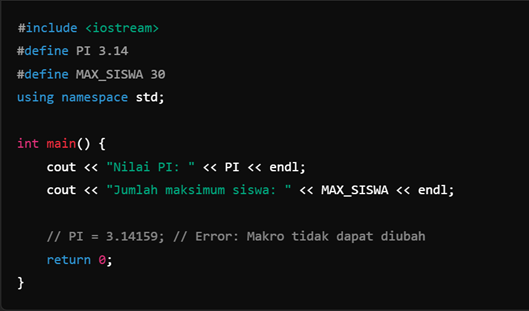 #include <iostream>
#define PI 3.14
#define MAX_SISWA 30
using namespace std;
int main() {
cout << "Nilai PI: " << PI << endl;
cout << "Jumlah maksimum siswa: " << MAX_SISWA << endl;
// PI = 3.14159; // Error: Makro tidak dapat diubah
return 0;
}